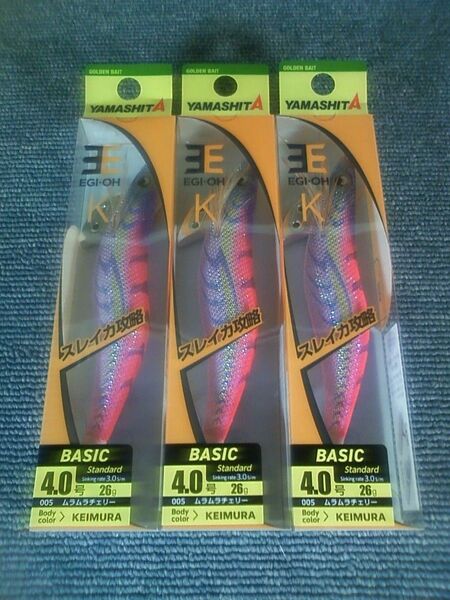 GOLDEN BAIT
YAMASHITA
EGI-OH
K
スレイカ攻略
BASIC
Standard
4.0号
Sinking rate 3.0s/m
26g
005 ムラムラチェリー
Body color > KEIMURA
GOLDEN BAIT
YAMASHITA
EGI-OH
K
スレイカ攻略
BASIC
Standard
4.0号
Sinking rate 3.0s/m
26g
005 ムラムラチェリー
Body color > KEIMURA
GOLDEN BAIT
YAMASHITA
EGI-OH
K
スレイカ攻略
BASIC
Standard
4.0号
Sinking rate 3.0s/m
26g
005 ムラムラチェリー
Body color > KEIMURA